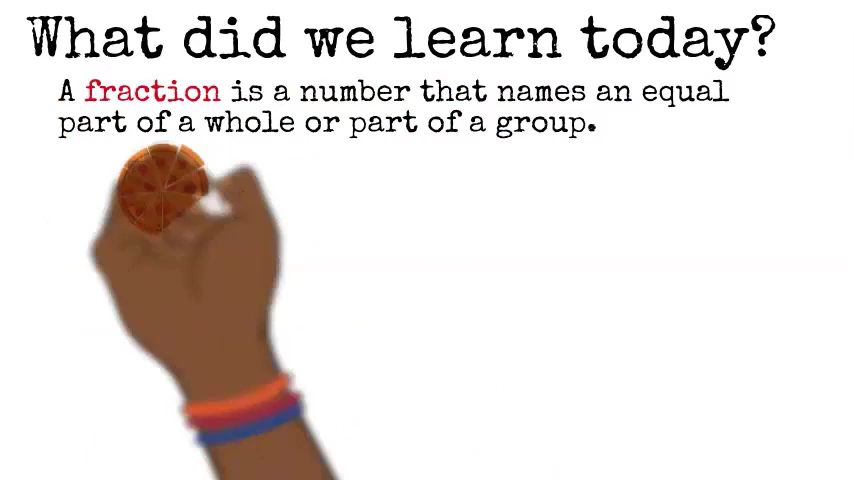 What did we learn today?
A fraction is a number that names an equal
part of a whole or part of a group.